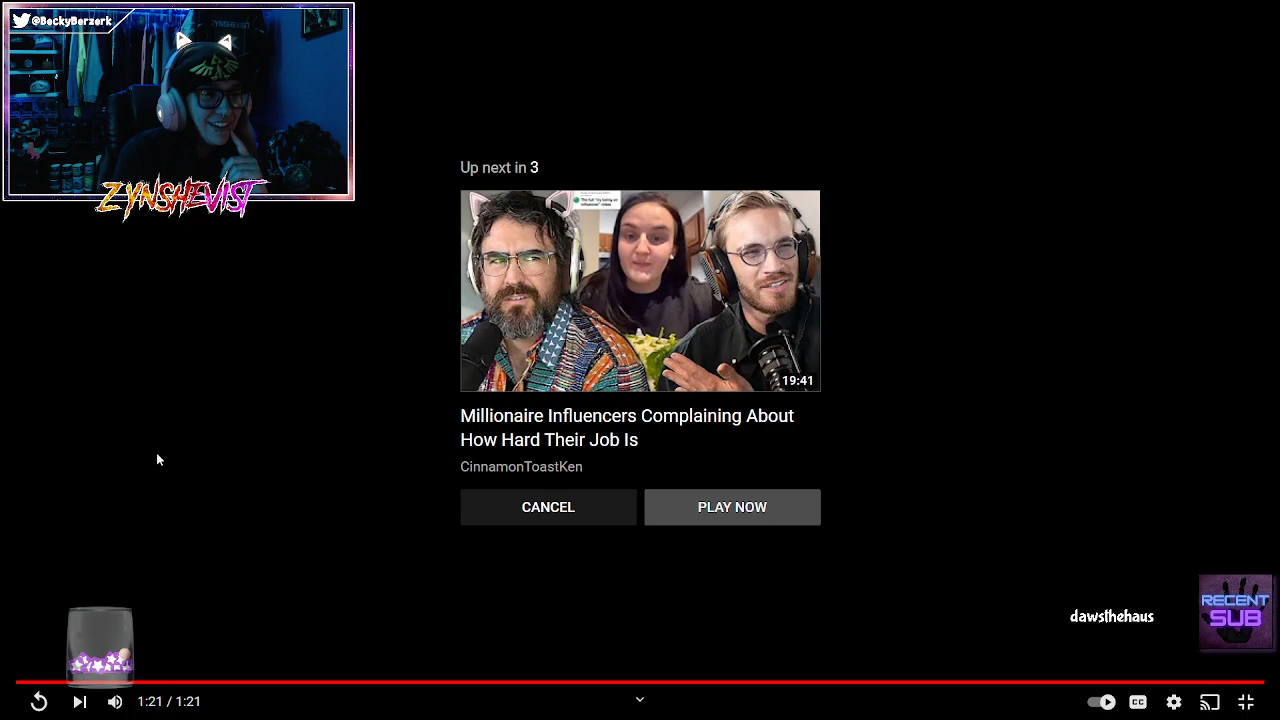 @BeckyBerzerk
ZYNSHEVIST
Up next in 3
19:41
Millionaire Influencers Complaining About
How Hard Their Job Is
CinnamonToastKen
CANCEL
PLAY NOW
dawsthehaus
RECENT
SUB
1:21 / 1:21
CC